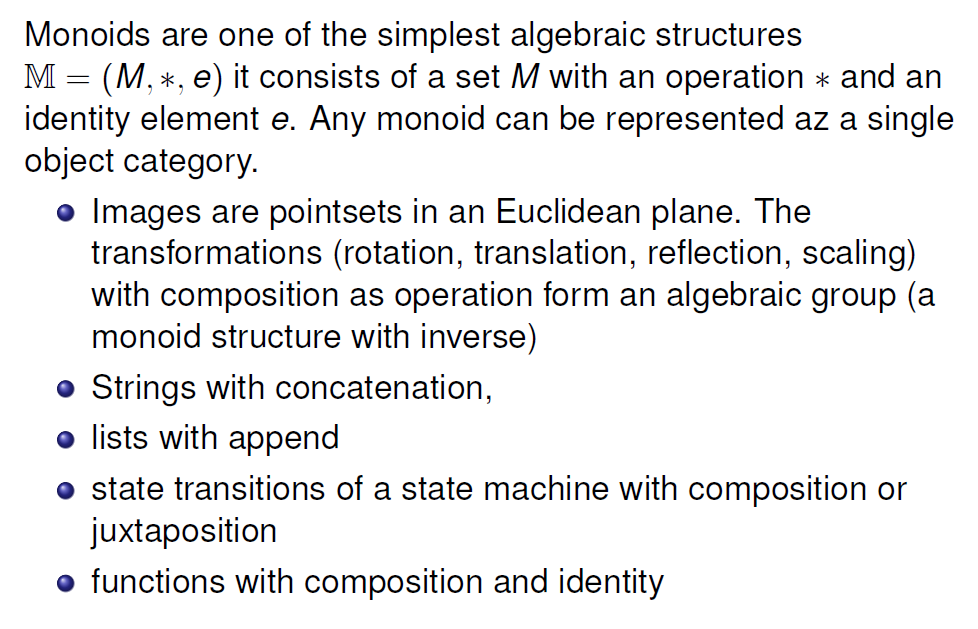 Monoids are one of the simplest algebraic structures
𝕄 = (M, ∗, e) it consists of a set M with an operation ∗ and an
identity element e. Any monoid can be represented az a single
object category.
Images are pointsets in an Euclidean plane. The
transformations (rotation, translation, reflection, scaling)
with composition as operation form an algebraic group (a
monoid structure with inverse)
Strings with concatenation,
lists with append
state transitions of a state machine with composition or
juxtaposition
functions with composition and identity